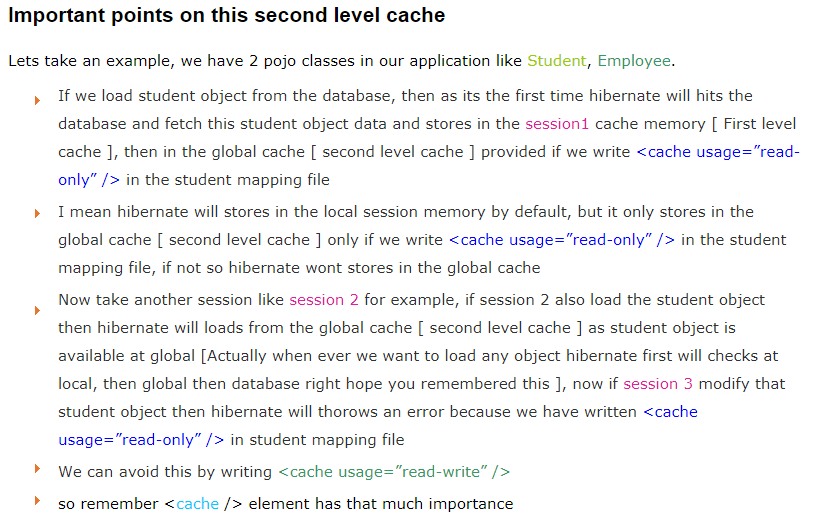 Important points on this second level cache
Lets take an example, we have 2 pojo classes in our application like Student, Employee.
If we load student object from the database, then as its the first time hibernate will hits the
database and fetch this student object data and stores in the session1 cache memory [ First level
cache ], then in the global cache [ second level cache ] provided if we write <cache usage=”read-
only” /> in the student mapping file
I mean hibernate will stores in the local session memory by default, but it only stores in the
global cache [ second level cache ] only if we write <cache usage=”read-only” /> in the student
mapping file, if not so hibernate wont stores in the global cache
Now take another session like session 2 for example, if session 2 also load the student object
then hibernate will loads from the global cache [ second level cache ] as student object is
available at global [Actually when ever we want to load any object hibernate first will checks at
local, then global then database right hope you remembered this ], now if session 3 modify that
student object then hibernate will thorows an error because we have written <cache
usage=”read-only” /> in student mapping file
We can avoid this by writing <cache usage=”read-write” />
so remember <cache /> element has that much importance